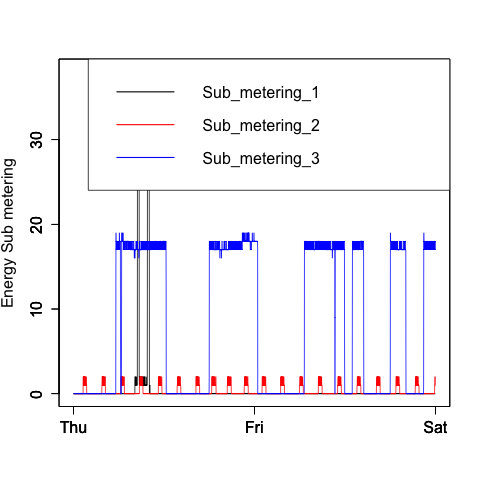 Sub_metering_1
Sub_metering_2
Sub_metering_3
Energy Sub metering
30
20
10
0
Thu Fri Sat